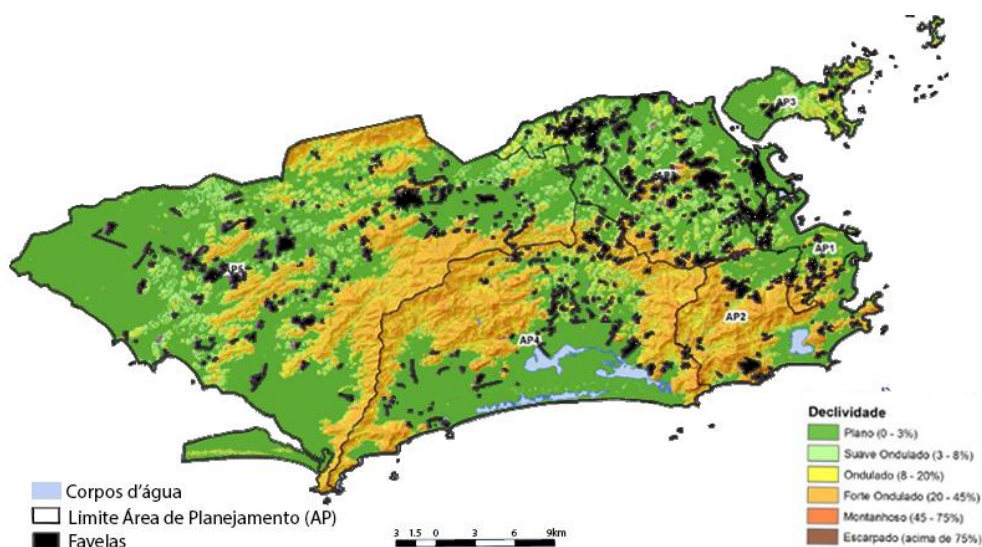 AP3
AP3
AP1
AP5
AP2
AP4
Declividade
Plano (0 - 3%)
Suave Ondulado (3 - 8%)
Ondulado (8 - 20%)
Forte Ondulado (20 - 45%)
Montanhoso (45 - 75%)
Escarpado (acima de 75%)
Corpos d'água
Limite Área de Planejamento (AP)
Favelas
3 1.5 0 3 6 9km